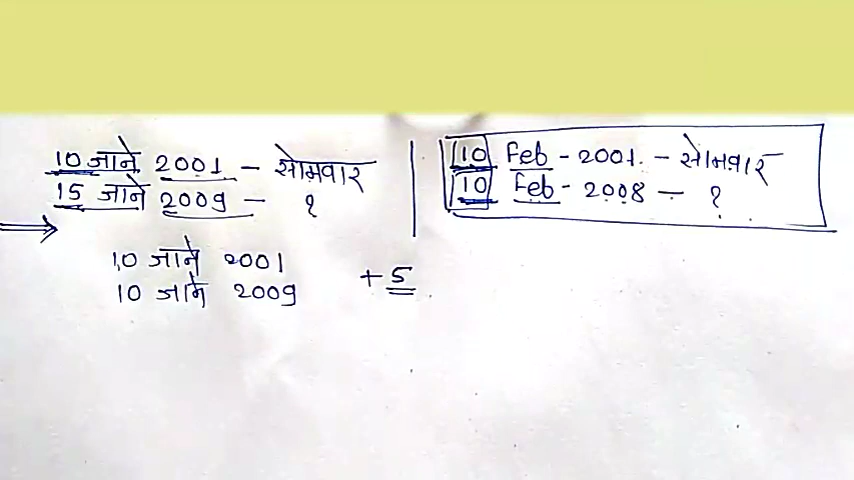 10 जाने 2001 - सोमवार
15 जाने 2009 - ?
10 Feb - 2001. - सोमवार
10 Feb - 2008 - ?
10 जाने 2001
10 जाने 2009 + 5